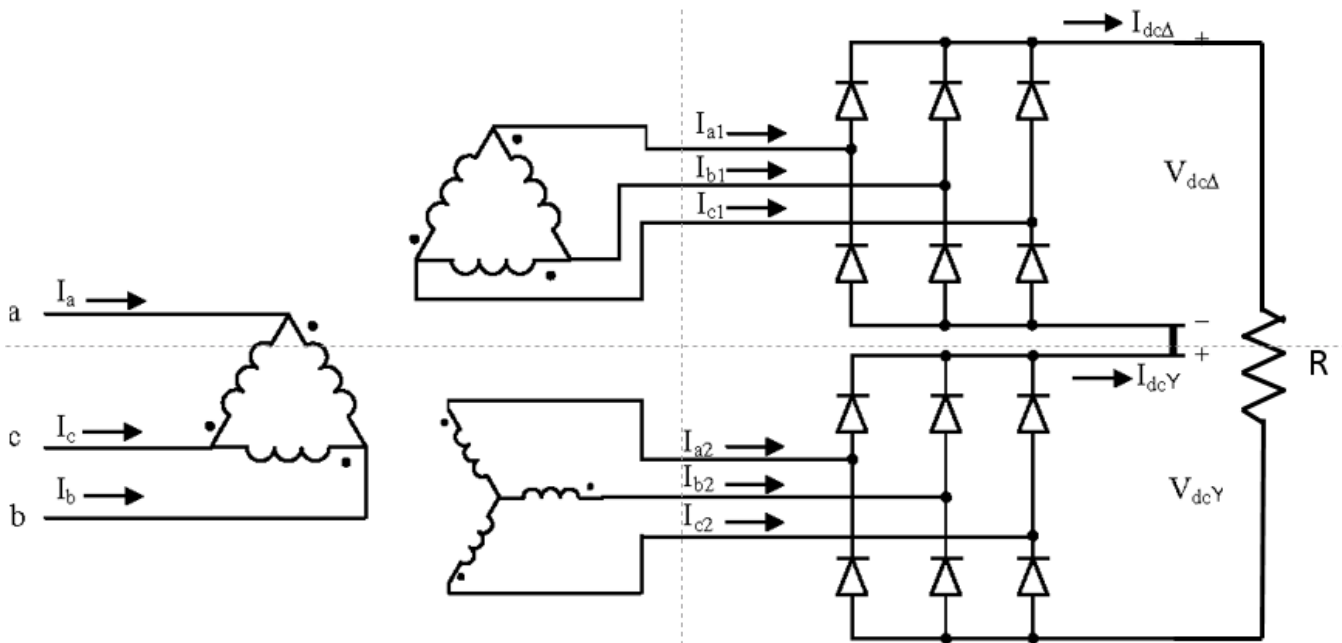 I_dcΔ
+
I_a1
I_b1
I_c1
V_dcΔ
a
I_a
−
c
I_c
+
R
I_dcY
b
I_b
I_a2
I_b2
I_c2
V_dcY